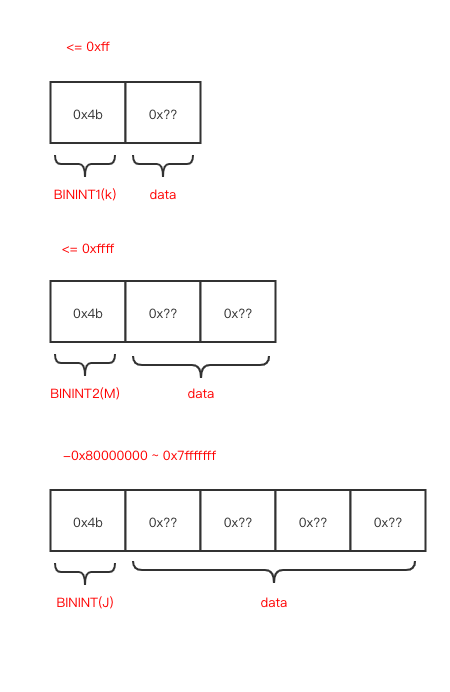 <= 0xff
0x4b 0x??
BININT1(k) data
<= 0xffff
0x4b 0x?? 0x??
BININT2(M) data
-0x80000000 ~ 0x7fffffff
0x4b 0x?? 0x?? 0x?? 0x??
BININT(J) data